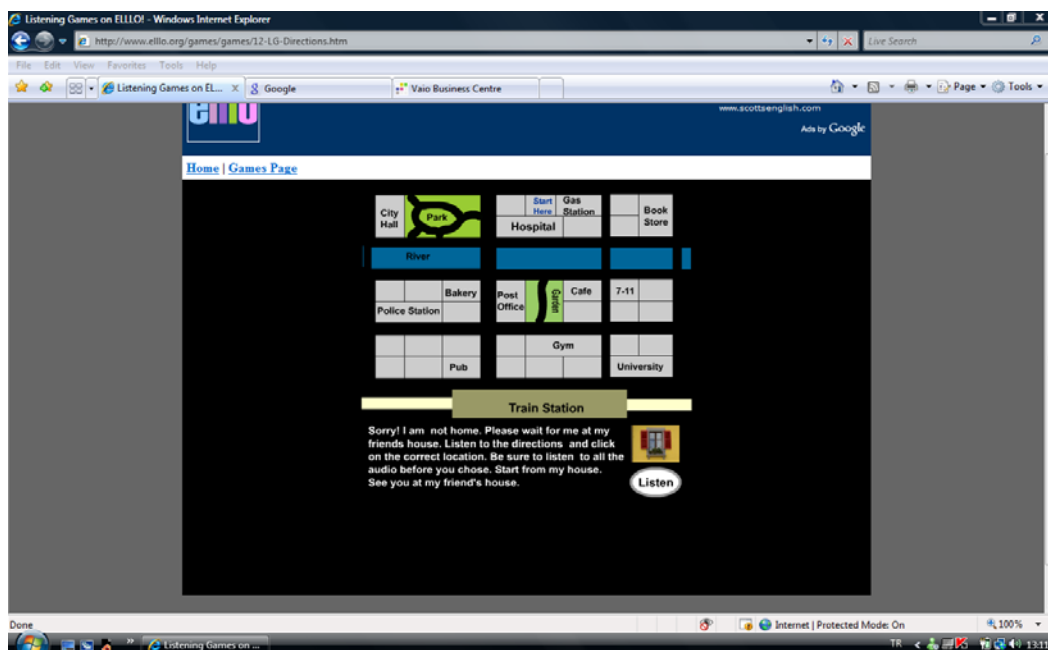 Listening Games on ELLLO! - Windows Internet Explorer
http://www.elllo.org/games/games/12-LG-Directions.htm
Live Search
File Edit View Favorites Tools Help
Listening Games on EL... X Google Vaio Business Centre Page Tools
elllo
www.scottsenglish.com
Ads by Google
Home | Games Page
City Hall
Park
Start Here
Gas Station
Hospital
Book Store
River
Bakery
Police Station
Post Office
Garden
Cafe
7-11
Pub
Gym
University
Train Station
Sorry! I am not home. Please wait for me at my
friends house. Listen to the directions and click
on the correct location. Be sure to listen to all the
audio before you chose. Start from my house.
See you at my friend's house.
Listen
Done
Internet | Protected Mode: On
100%
Listening Games on ...
TR
13:11